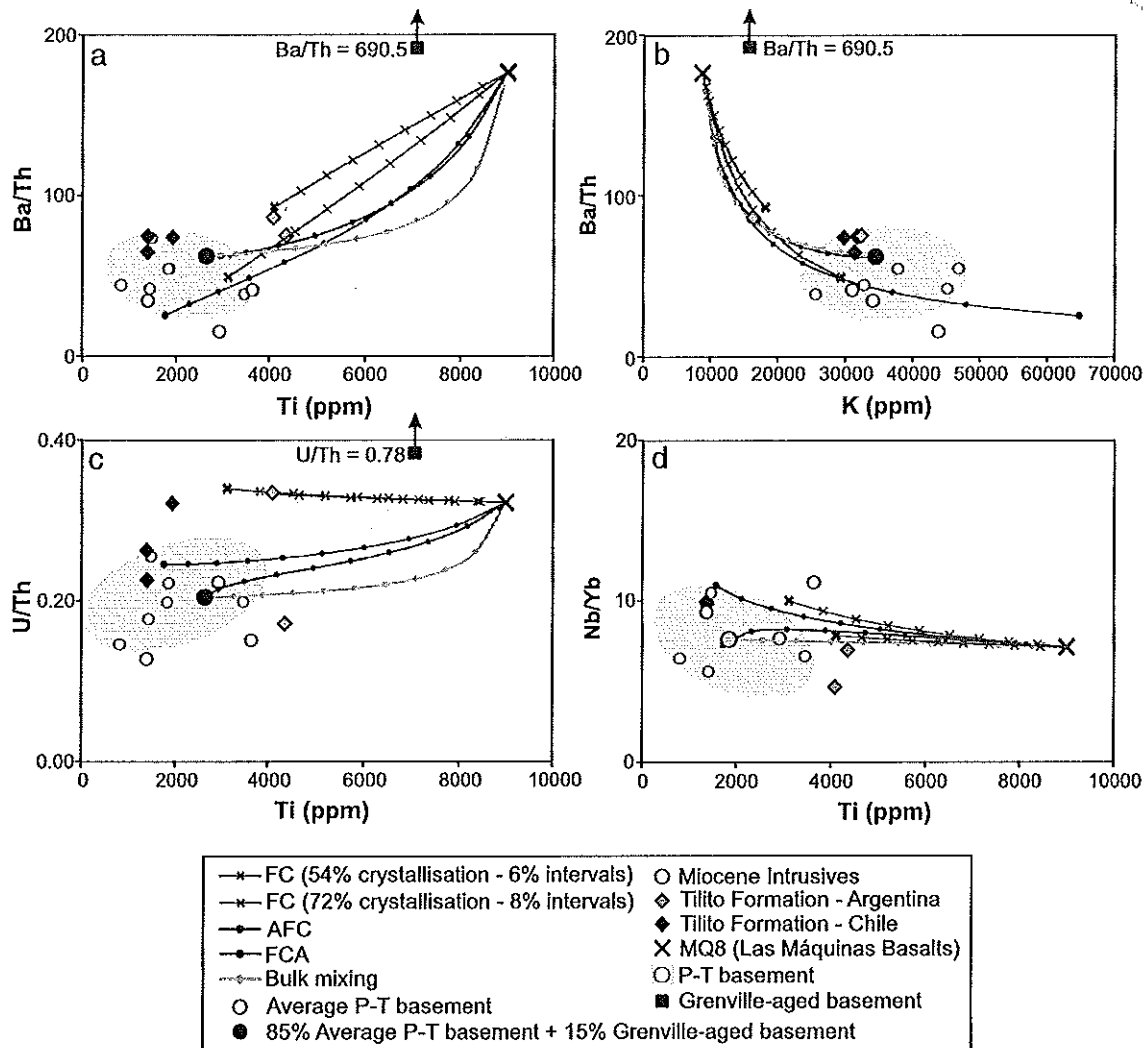 Ba/Th = 690.5
Ba/Th = 690.5
a
b
200
100
0
Ba/Th
0 2000 4000 6000 8000 10000
Ti (ppm)
200
100
0
Ba/Th
0 10000 20000 30000 40000 50000 60000 70000
K (ppm)
c
d
U/Th = 0.78
0.40
0.20
0.00
U/Th
0 2000 4000 6000 8000 10000
Ti (ppm)
20
10
0
Nb/Yb
0 2000 4000 6000 8000 10000
Ti (ppm)
FC (54% crystallisation - 6% intervals)
FC (72% crystallisation - 8% intervals)
AFC
FCA
Bulk mixing
Average P-T basement
85% Average P-T basement + 15% Grenville-aged basement
Miocene Intrusives
Tilito Formation - Argentina
Tilito Formation - Chile
MQ8 (Las Máquinas Basalts)
P-T basement
Grenville-aged basement